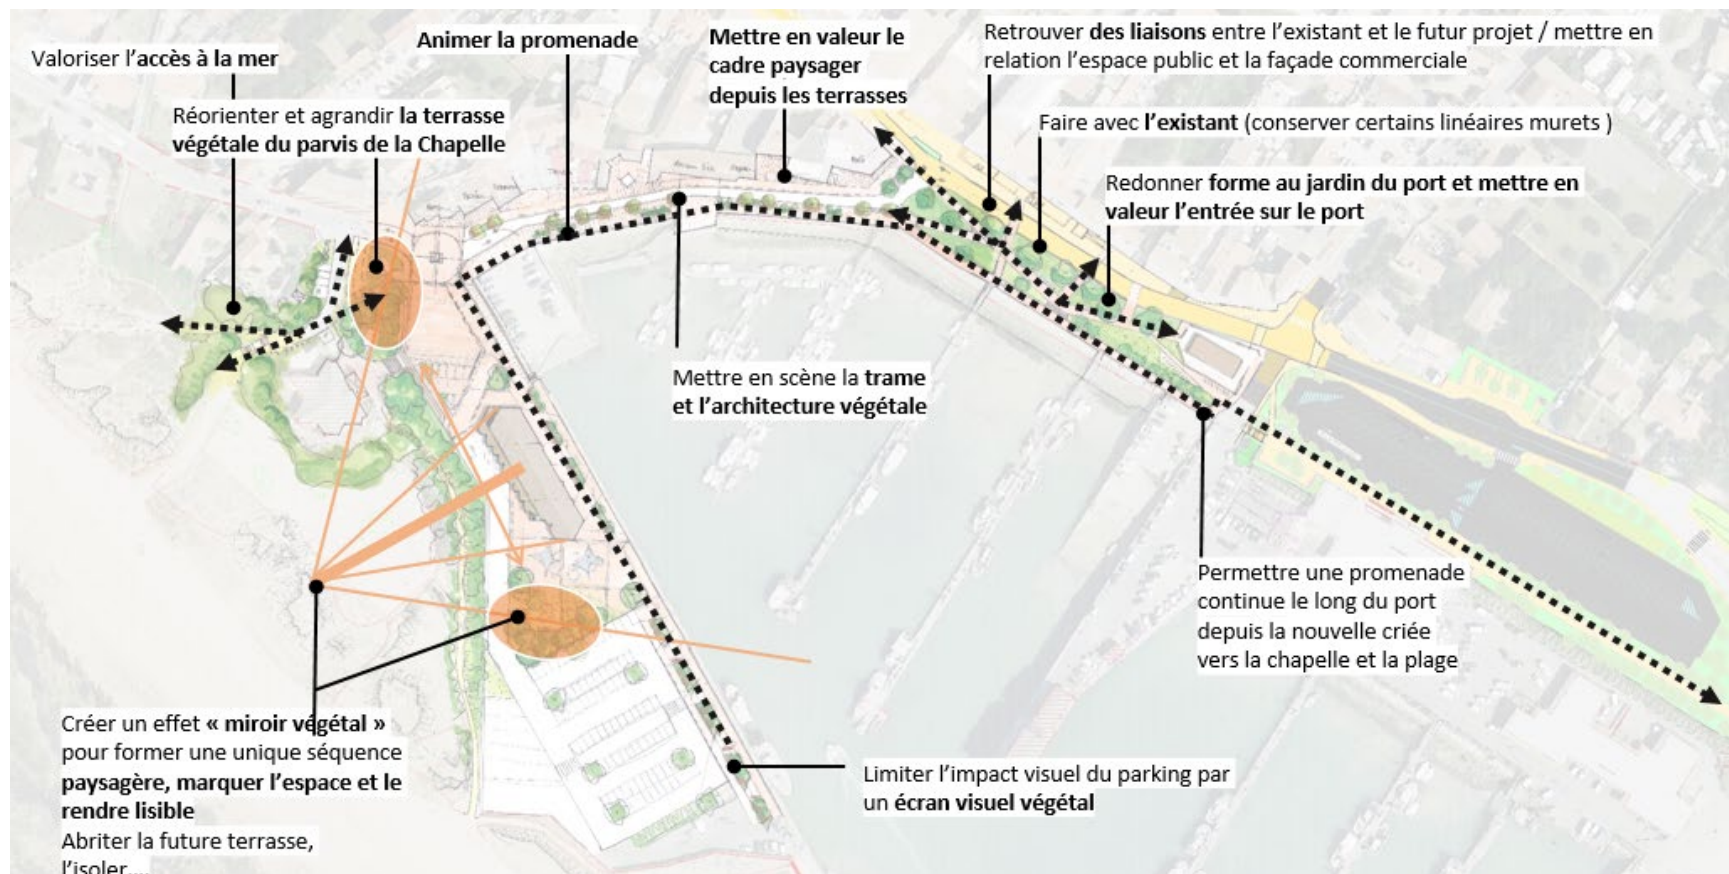 Valoriser l’accès à la mer
Animer la promenade
Mettre en valeur le
cadre paysager
depuis les terrasses
Retrouver des liaisons entre l’existant et le futur projet / mettre en
relation l’espace public et la façade commerciale
Réorienter et agrandir la terrasse
végétale du parvis de la Chapelle
Faire avec l’existant (conserver certains linéaires murets )
Redonner forme au jardin du port et mettre en
valeur l’entrée sur le port
Mettre en scène la trame
et l’architecture végétale
Permettre une promenade
continue le long du port
depuis la nouvelle criée
vers la chapelle et la plage
Créer un effet « miroir végétal »
pour former une unique séquence
paysagère, marquer l’espace et le
rendre lisible
Abriter la future terrasse,
l’isoler....
Limiter l’impact visuel du parking par
un écran visuel végétal